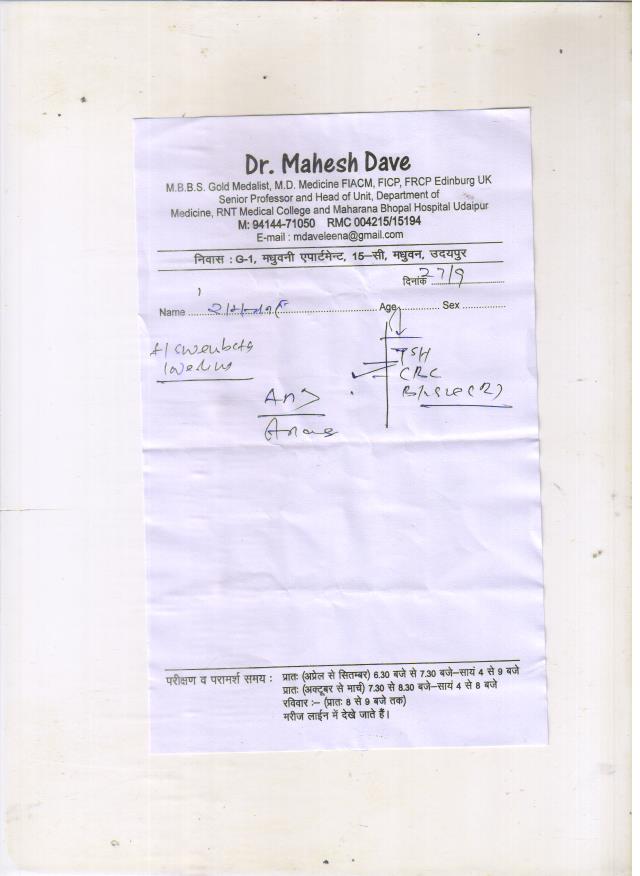 Dr. Mahesh Dave
M.B.B.S. Gold Medalist, M.D. Medicine FIACM, FICP, FRCP Edinburg UK
Senior Professor and Head of Unit, Department of
Medicine, RNT Medical College and Maharana Bhopal Hospital Udaipur
M: 94144-71050 RMC 004215/15194
E-mail : mdaveleena@gmail.com
निवास : G-1, मधुवनी एपार्टमेन्ट, 15-सी, मधुवन, उदयपुर
दिनांक 27/9
Name Age Sex
TSH
CBC
परीक्षण व परामर्श समय : प्रातः (अप्रेल से सितम्बर) 6.30 बजे से 7.30 बजे-सायं 4 से 9 बजे
प्रातः (अक्टूबर से मार्च) 7.30 से 8.30 बजे-सायं 4 से 8 बजे
रविवार :- (प्रातः 8 से 9 बजे तक)
मरीज लाईन में देखे जाते हैं।